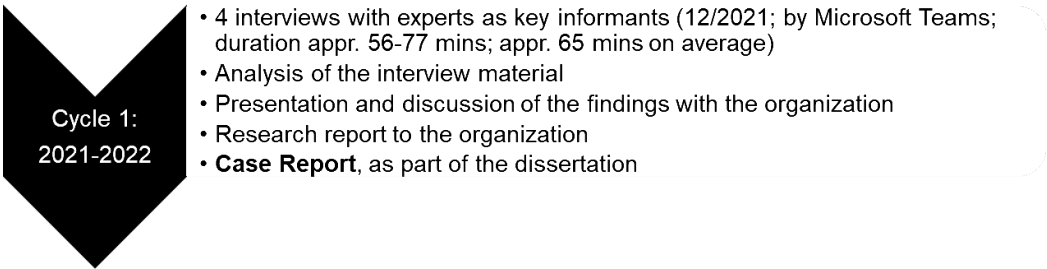 Cycle 1:
2021-2022
• 4 interviews with experts as key informants (12/2021; by Microsoft Teams;
duration appr. 56-77 mins; appr. 65 mins on average)
• Analysis of the interview material
• Presentation and discussion of the findings with the organization
• Research report to the organization
• Case Report, as part of the dissertation